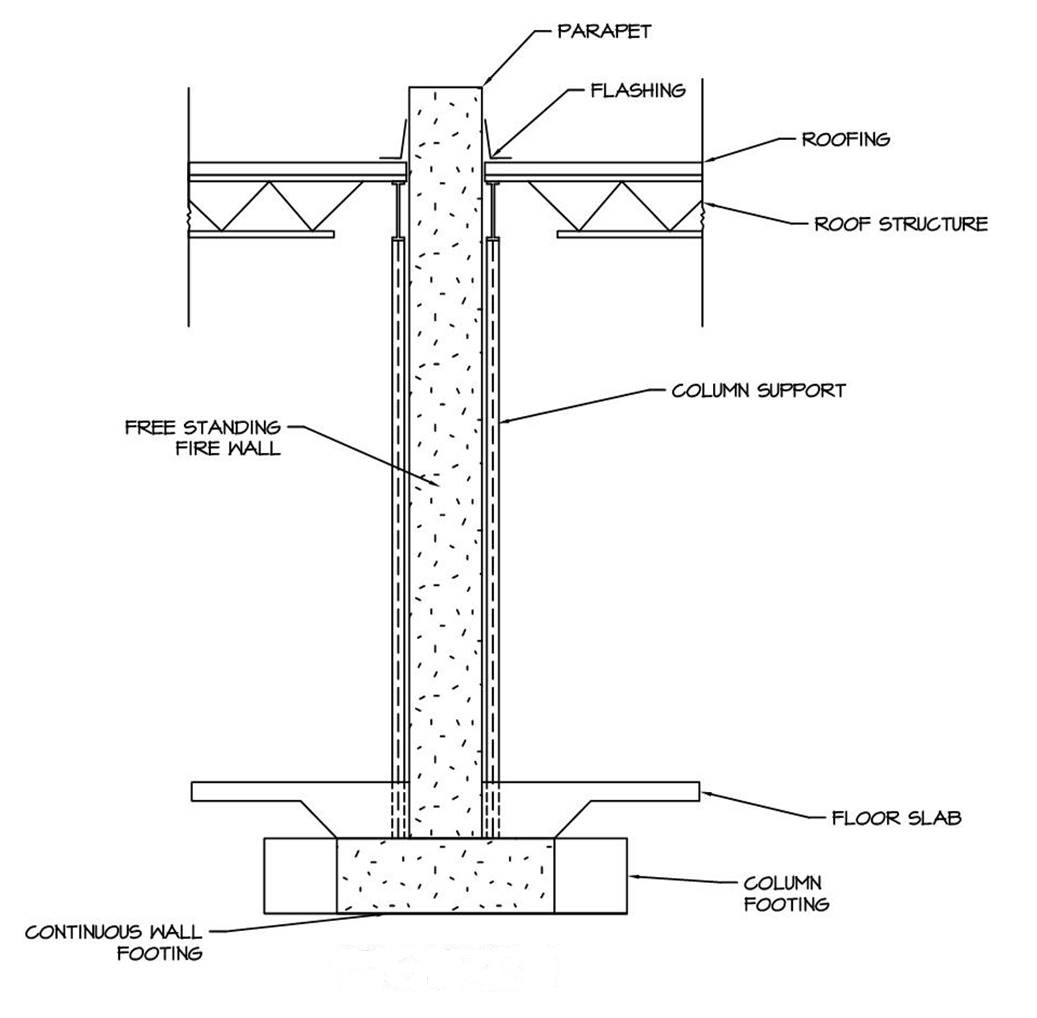 PARAPET
FLASHING
ROOFING
ROOF STRUCTURE
COLUMN SUPPORT
FREE STANDING
FIRE WALL
FLOOR SLAB
COLUMN
FOOTING
CONTINUOUS WALL
FOOTING